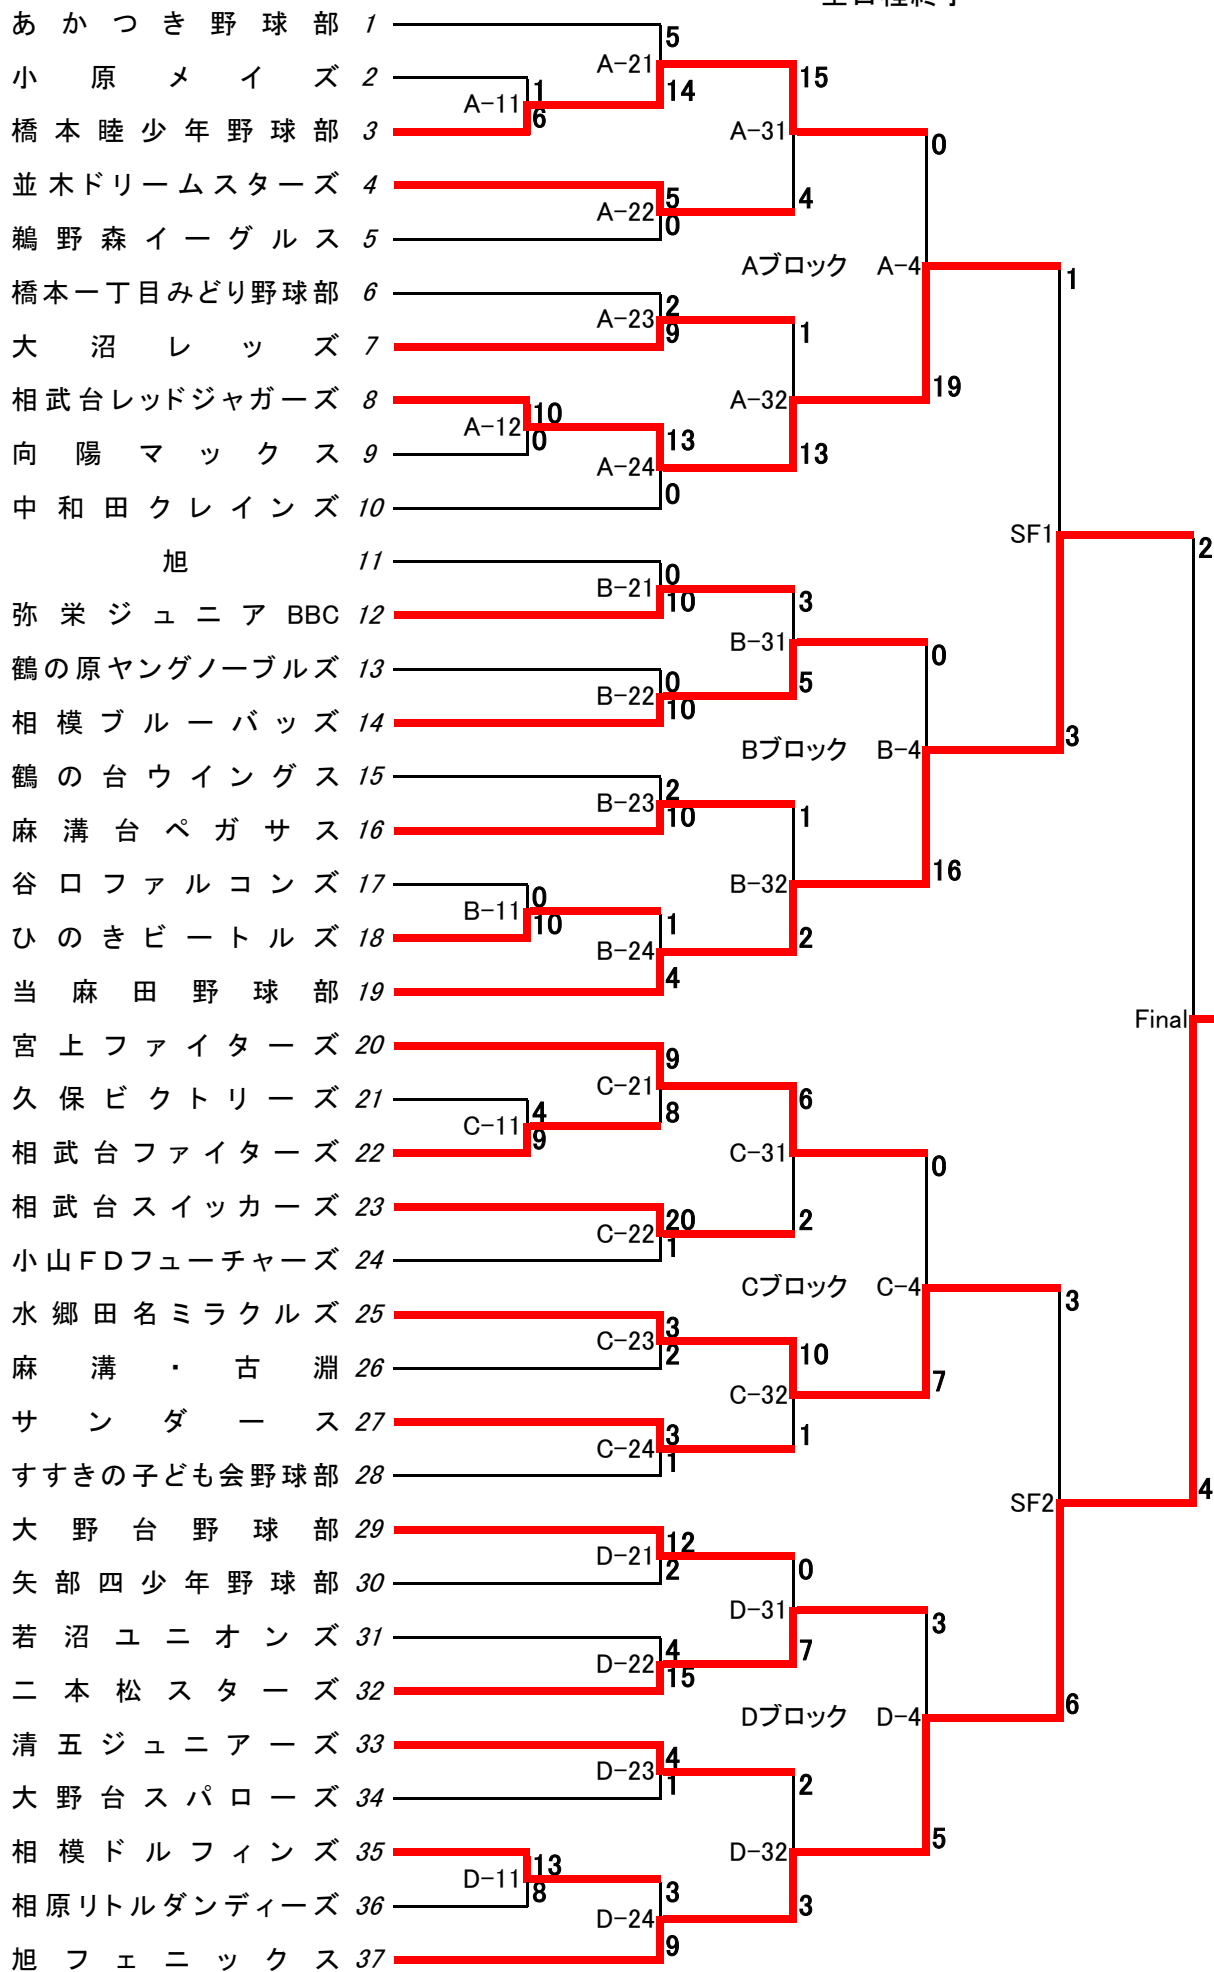 全日程終了
あかつき野球部 1
5
A-21
15
小原メイズ 2
1
14
A-11
6
橋本睦少年野球部 3
A-31
0
並木ドリームスターズ 4
5
4
A-22
0
鵜野森イーグルス 5
Aブロック A-4
1
橋本一丁目みどり野球部 6
2
A-23
9
1
大沼レッズ 7
19
相武台レッドジャガーズ 8
A-32
10
A-12
0
13
13
向陽マックス 9
A-24
0
中和田クレインズ 10
SF1
2
旭 11
0
B-21
10
3
弥栄ジュニアBBC 12
B-31
0
鶴の原ヤングノーブルズ 13
0
5
B-22
10
相模ブルーバッズ 14
3
Bブロック B-4
鶴の台ウイングス 15
2
B-23
10
1
麻溝台ペガサス 16
16
谷口ファルコンズ 17
B-32
0
B-11
10
1
ひのきビートルズ 18
2
B-24
4
当麻田野球部 19
Final
宮上ファイターズ 20
9
C-21
6
久保ビクトリーズ 21
4
8
C-11
9
相武台ファイターズ 22
C-31
0
相武台スイッカーズ 23
20
2
C-22
1
小山FDフューチャーズ 24
Cブロック C-4
3
水郷田名ミラクルズ 25
3
C-23
2
10
麻溝・古淵 26
7
C-32
サンダース 27
3
1
C-24
1
すすきの子ども会野球部 28
4
SF2
大野台野球部 29
12
D-21
2
0
矢部四少年野球部 30
D-31
3
若沼ユニオンズ 31
4
7
D-22
15
二本松スターズ 32
6
Dブロック D-4
清五ジュニアーズ 33
4
D-23
1
2
大野台スパローズ 34
5
相模ドルフィンズ 35
D-32
13
D-11
8
3
3
相原リトルダンディーズ 36
D-24
9
旭フェニックス 37